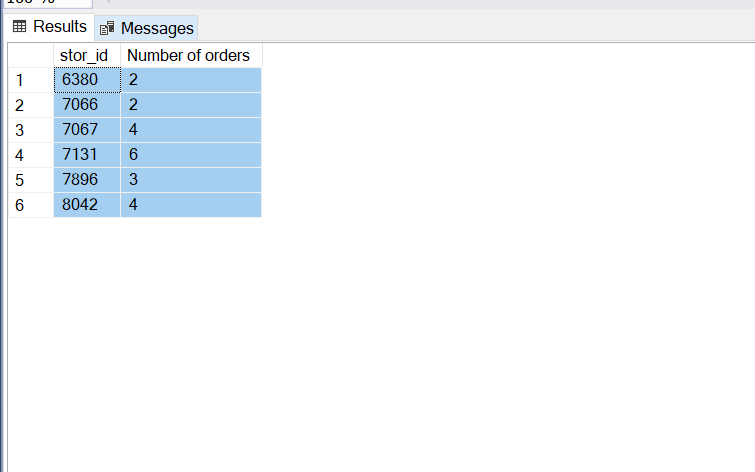 Results Messages
stor_id Number of orders
1 6380 2
2 7066 2
3 7067 4
4 7131 6
5 7896 3
6 8042 4